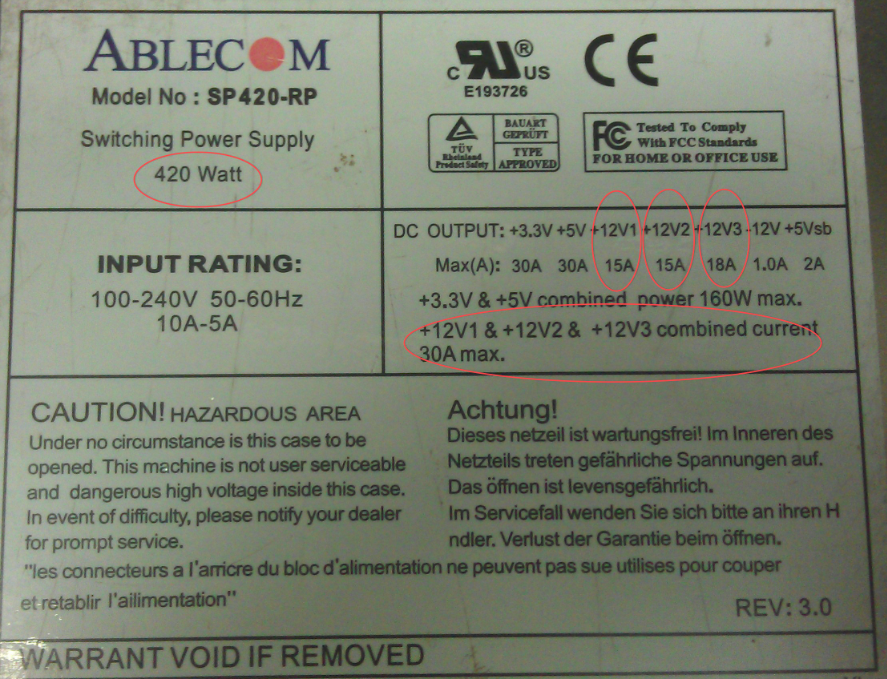 ABLECOM
Model No : SP420-RP
Switching Power Supply
420 Watt
C RU® US
E193726
CE
TÜV
Rheinland
Product Safety
BAUART
GEPRÜFT
TYPE
APPROVED
FC Tested To Comply
With FCC Standards
FOR HOME OR OFFICE USE
INPUT RATING:
100-240V 50-60Hz
10A-5A
DC OUTPUT: +3.3V +5V +12V1 +12V2 +12V3 -12V +5Vsb
Max(A): 30A 30A 15A 15A 18A 1.0A 2A
+3.3V & +5V combined power 160W max.
+12V1 & +12V2 & +12V3 combined current
30A max.
CAUTION! HAZARDOUS AREA
Under no circumstance is this case to be
opened. This machine is not user serviceable
and dangerous high voltage inside this case.
In event of difficulty, please notify your dealer
for prompt service.
Achtung!
Dieses netzeil ist wartungsfrei! Im Inneren des
Netzteils treten gefährliche Spannungen auf.
Das öffnen ist levensgefährlich.
Im Servicefall wenden Sie sich bitte an ihren H
ndler. Verlust der Garantie beim öffnen.
"les connecteurs a l'arricre du bloc d'alimentation ne peuvent pas sue utilises pour couper
et retablir l'ailimentation"
REV: 3.0
WARRANT VOID IF REMOVED